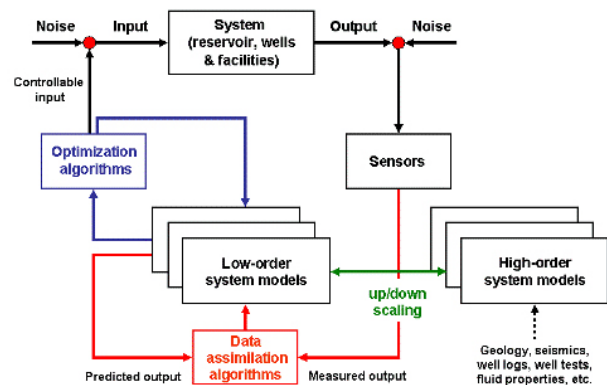 Noise
Input
System
(reservoir, wells
& facilities)
Output
Noise
Controllable
input
Optimization
algorithms
Sensors
Low-order
system models
High-order
system models
up/down
scaling
Data
assimilation
algorithms
Predicted output
Measured output
Geology, seismics,
well logs, well tests,
fluid properties, etc.